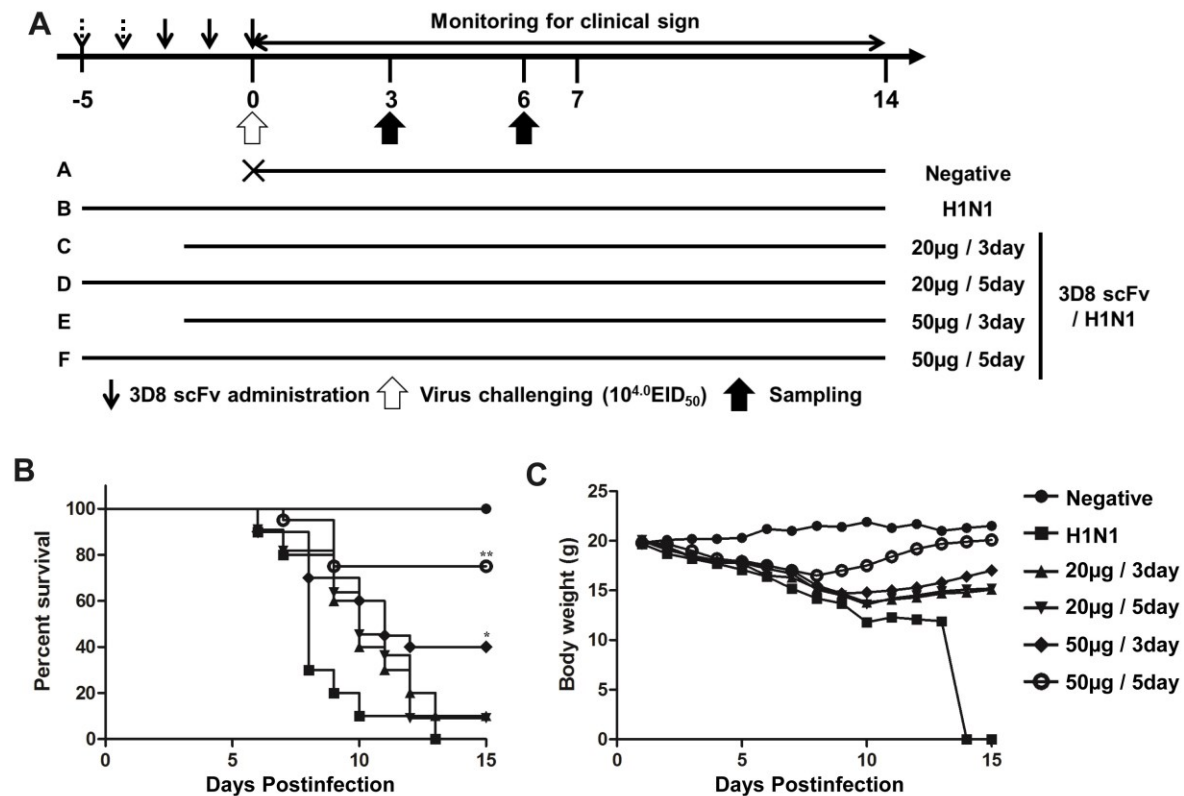 A
Monitoring for clinical sign
-5 0 3 6 7 14
A Negative
B H1N1
C 20µg / 3day
D 20µg / 5day
E 50µg / 3day
F 50µg / 5day
3D8 scFv
/ H1N1
3D8 scFv administration Virus challenging (10^4.0EID50) Sampling
B
Percent survival
100
80
60
40
20
0
**
*
0 5 10 15
Days Postinfection
C
Body weight (g)
25
20
15
10
5
0
0 5 10 15
Days Postinfection
Negative
H1N1
20µg / 3day
20µg / 5day
50µg / 3day
50µg / 5day